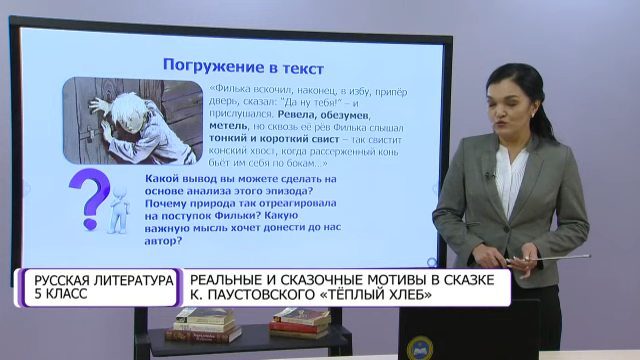 Погружение в текст
«Филька вскочил, наконец, в избу, припёр
дверь, сказал: "Да ну тебя!" – и
прислушался. Ревела, обезумев,
метель, но сквозь её рёв Филька слышал
тонкий и короткий свист – так свистит
конский хвост, когда рассерженный конь
бьёт им себя по бокам...»
Какой вывод вы можете сделать на
основе анализа этого эпизода?
Почему природа так отреагировала
на поступок Фильки? Какую
важную мысль хочет донести до нас
автор?
РУССКАЯ ЛИТЕРАТУРА
5 КЛАСС
РЕАЛЬНЫЕ И СКАЗОЧНЫЕ МОТИВЫ В СКАЗКЕ
К. ПАУСТОВСКОГО «ТЁПЛЫЙ ХЛЕБ»